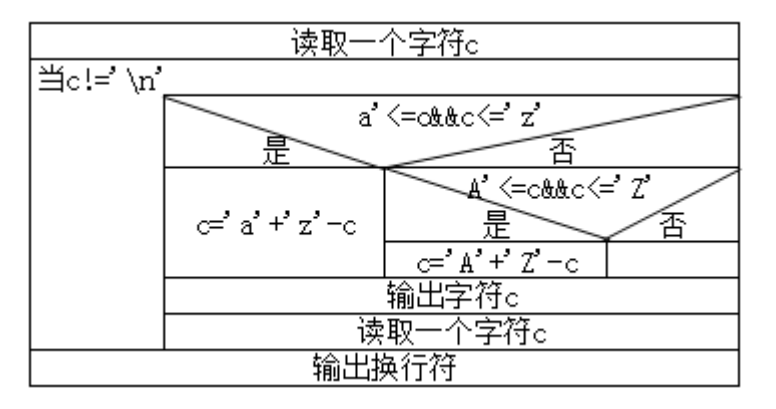 读取一个字符c
当c!='\n'
a'<=c&&c<='z'
是
否
A'<=c&&c<='Z'
c='a'+'z'-c
是
否
c='A'+'Z'-c
输出字符c
读取一个字符c
输出换行符